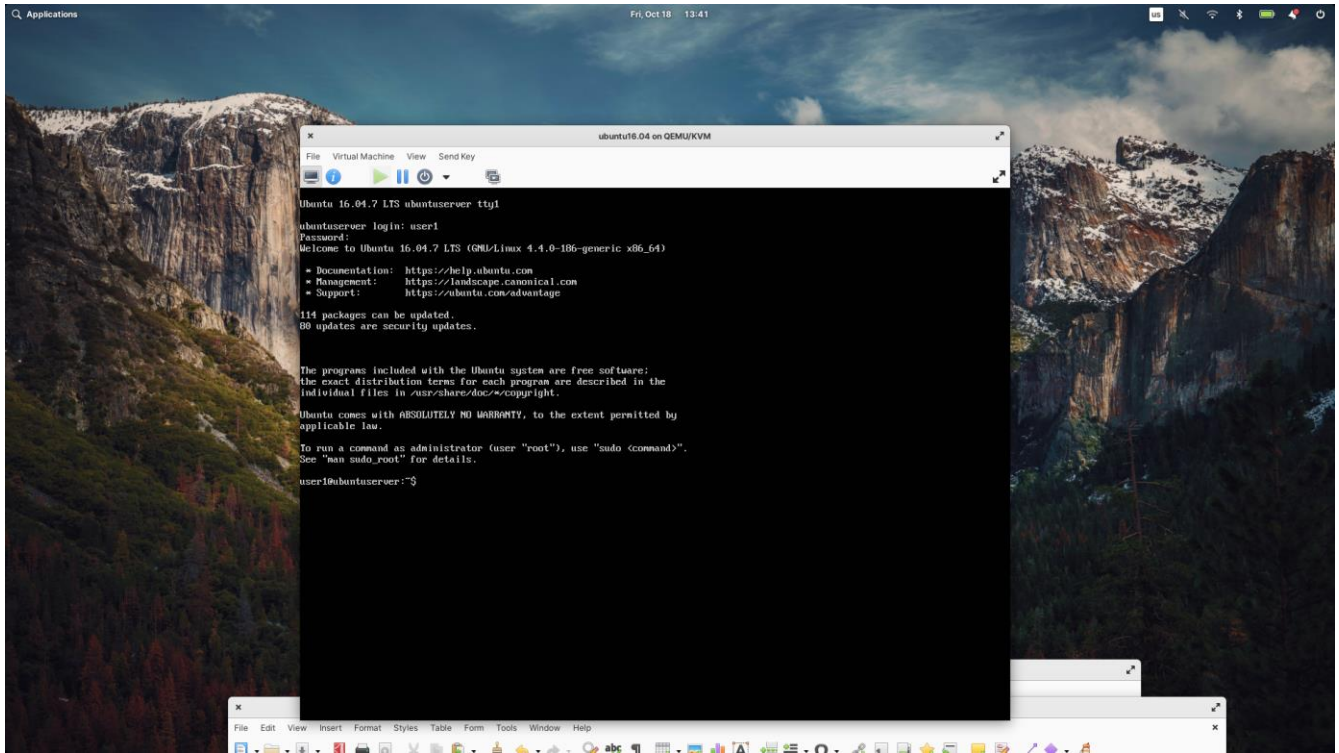 Applications
Fri, Oct 18 13:41
us
ubuntu16.04 on QEMU/KVM
File Virtual Machine View Send Key
Ubuntu 16.04.7 LTS ubuntuserver tty1
ubuntuserver login: user1
Password:
Welcome to Ubuntu 16.04.7 LTS (GNU/Linux 4.4.0-186-generic x86_64)
* Documentation: https://help.ubuntu.com
* Management: https://landscape.canonical.com
* Support: https://ubuntu.com/advantage
114 packages can be updated.
80 updates are security updates.
The programs included with the Ubuntu system are free software;
the exact distribution terms for each program are described in the
individual files in /usr/share/doc/*/copyright.
Ubuntu comes with ABSOLUTELY NO WARRANTY, to the extent permitted by
applicable law.
To run a command as administrator (user "root"), use "sudo <command>".
See "man sudo_root" for details.
user1@ubuntuserver:~$
File Edit View Insert Format Styles Table Form Tools Window Help
abc